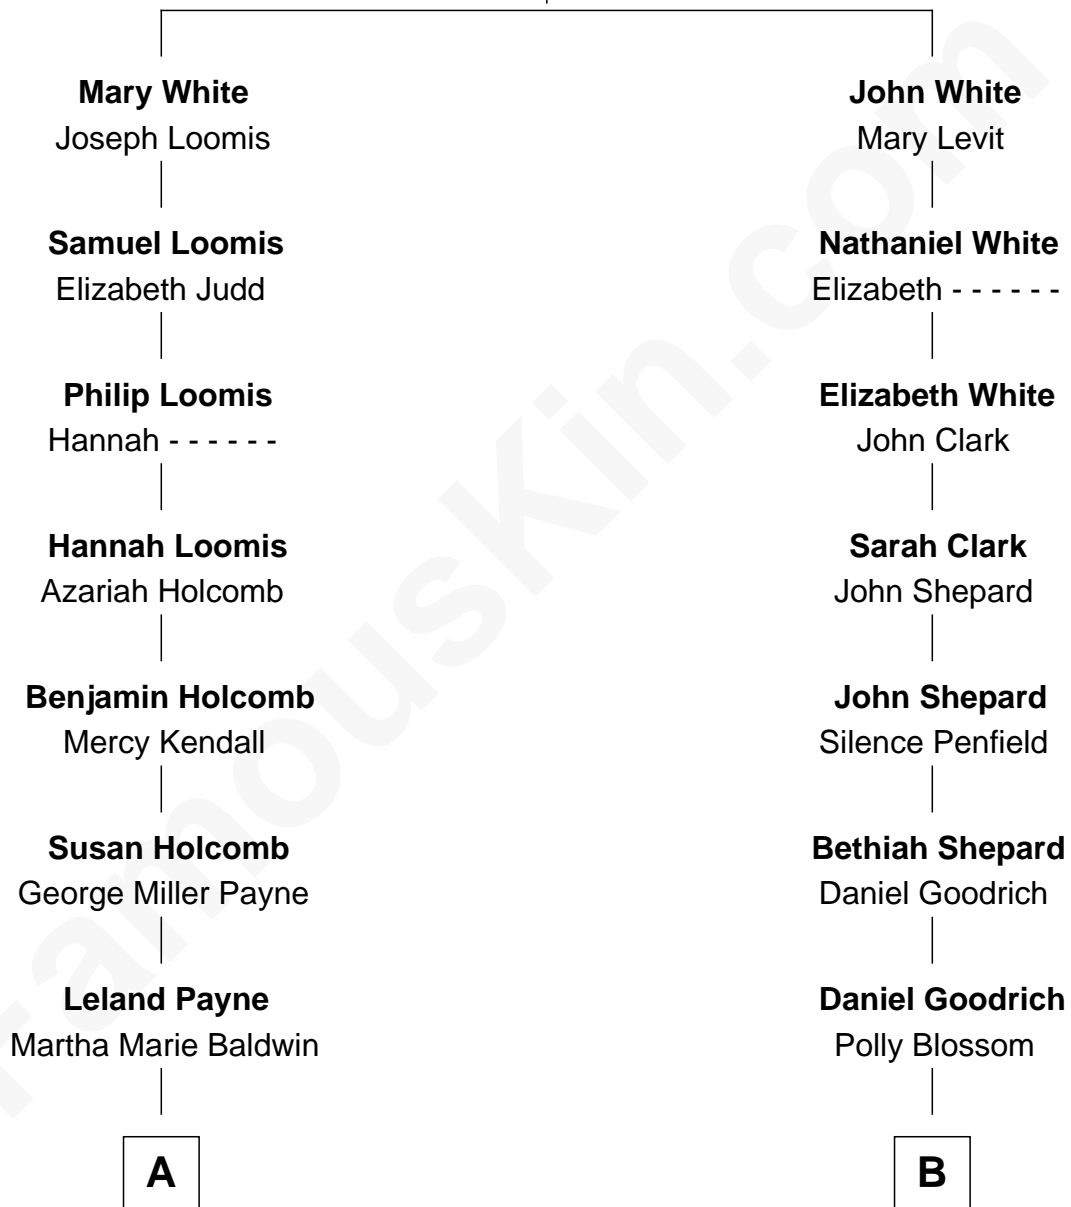 Mary White
Joseph Loomis
John White
Mary Levit
Samuel Loomis
Elizabeth Judd
Nathaniel White
Elizabeth - - - - - -
Philip Loomis
Hannah - - - - - -
Elizabeth White
John Clark
Hannah Loomis
Azariah Holcomb
Sarah Clark
John Shepard
Benjamin Holcomb
Mercy Kendall
John Shepard
Silence Penfield
Susan Holcomb
George Miller Payne
Bethiah Shepard
Daniel Goodrich
Leland Payne
Martha Marie Baldwin
Daniel Goodrich
Polly Blossom
A
B
FamousKin.com